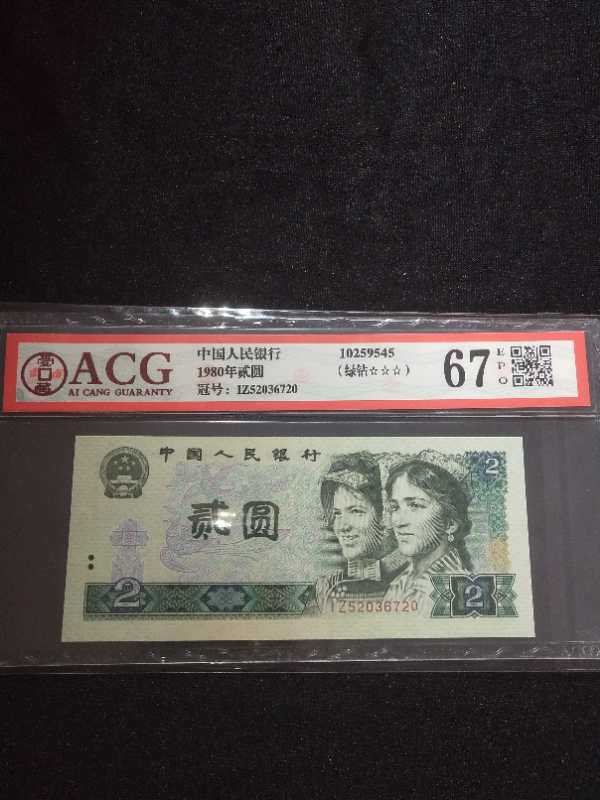 ACG
AI CANG GUARANTY
中国人民银行
1980年贰圆
冠号: IZ52036720
10259545
(绿钻☆☆☆)
67
EPQ
中国人民银行
贰圆
2
2
2
IZ52036720